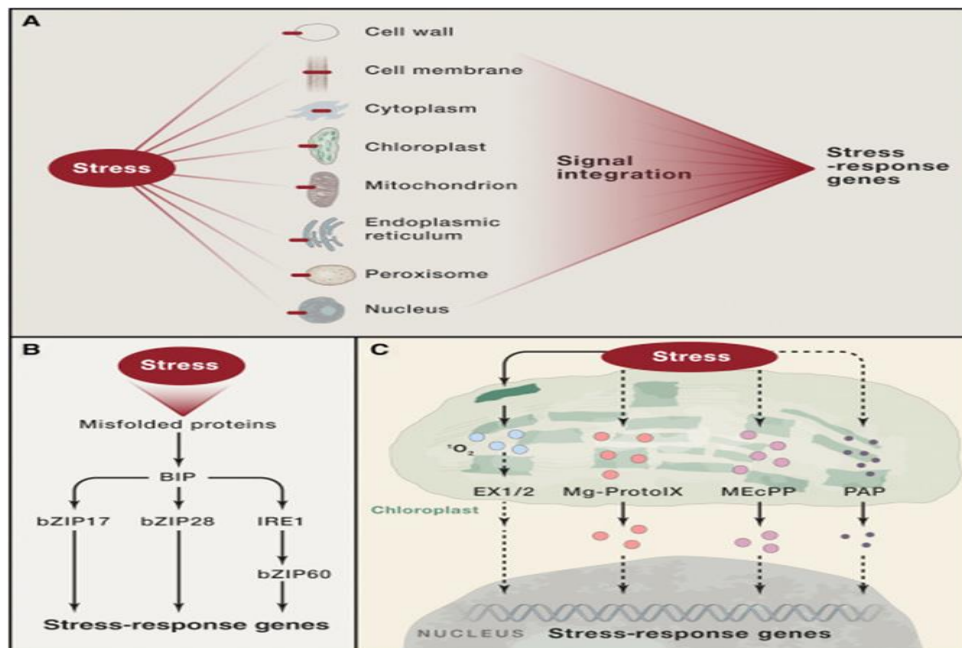 A
Stress
Cell wall
Cell membrane
Cytoplasm
Chloroplast
Mitochondrion
Endoplasmic
reticulum
Peroxisome
Nucleus
Signal
integration
Stress
-response
genes
B
Stress
Misfolded proteins
BIP
bZIP17 bZIP28 IRE1
bZIP60
Stress-response genes
C
Stress
¹O₂
EX1/2 Mg-ProtoIX MEcPP PAP
Chloroplast
NUCLEUS Stress-response genes